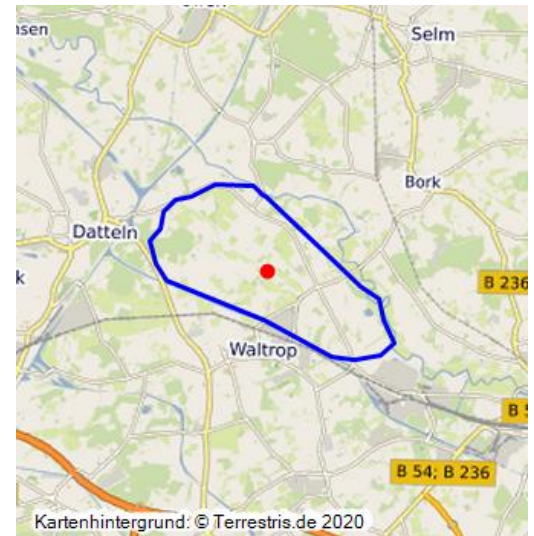 Selm
Bork
Datteln
B 236
Waltrop
B 54; B 236
Kartenhintergrund: © Terrestris.de 2020